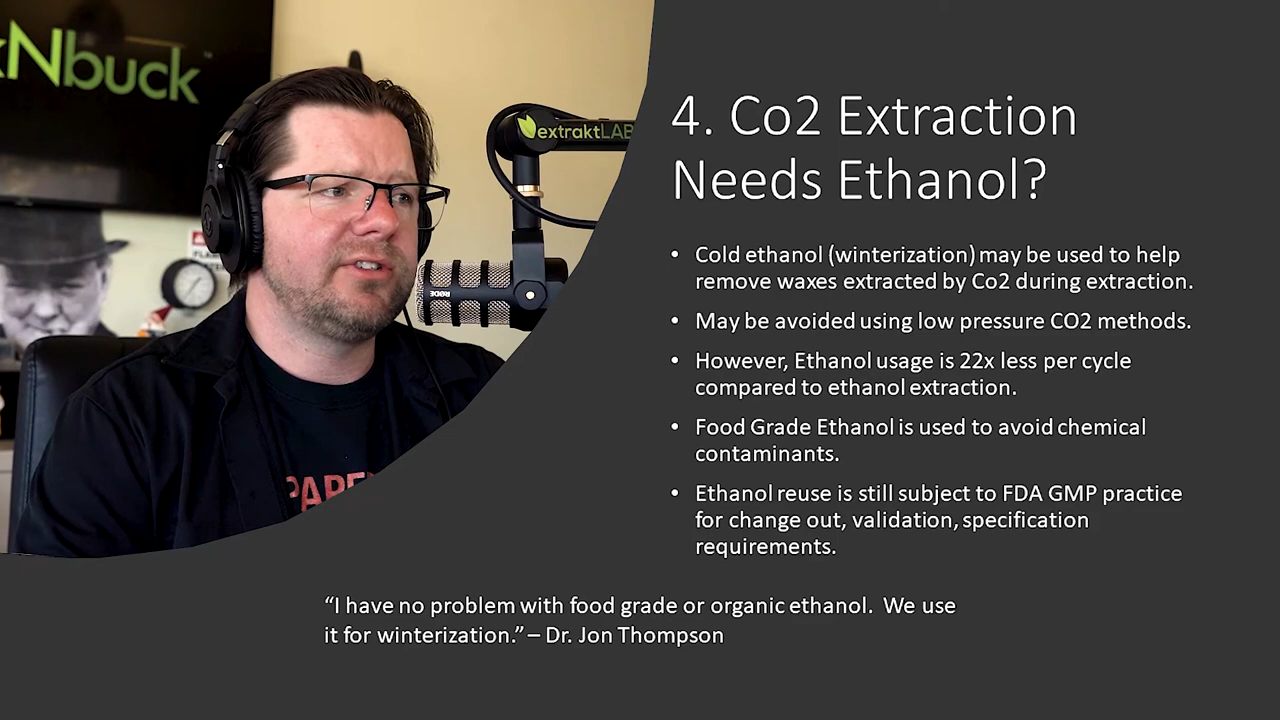 Nbuck
extraktLAB
RØDE
4. Co2 Extraction
Needs Ethanol?
• Cold ethanol (winterization) may be used to help
remove waxes extracted by Co2 during extraction.
• May be avoided using low pressure CO2 methods.
• However, Ethanol usage is 22x less per cycle
compared to ethanol extraction.
• Food Grade Ethanol is used to avoid chemical
contaminants.
• Ethanol reuse is still subject to FDA GMP practice
for change out, validation, specification
requirements.
“I have no problem with food grade or organic ethanol.  We use
it for winterization.” – Dr. Jon Thompson